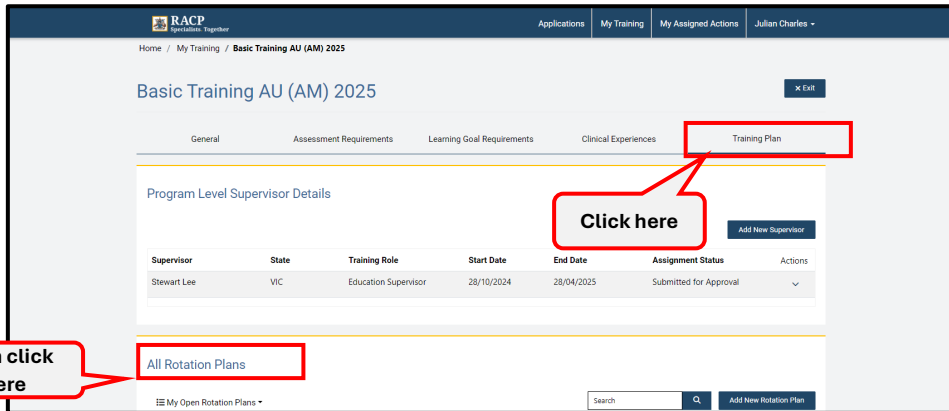 RACP
Specialists. Together
Applications
My Training
My Assigned Actions
Julian Charles
Home / My Training / Basic Training AU (AM) 2025
Basic Training AU (AM) 2025
× Exit
General
Assessment Requirements
Learning Goal Requirements
Clinical Experiences
Training Plan
Program Level Supervisor Details
Click here
Add New Supervisor
Supervisor State Training Role Start Date End Date Assignment Status Actions
Stewart Lee VIC Education Supervisor 28/10/2024 28/04/2025 Submitted for Approval
click
All Rotation Plans
My Open Rotation Plans
Search
Add New Rotation Plan